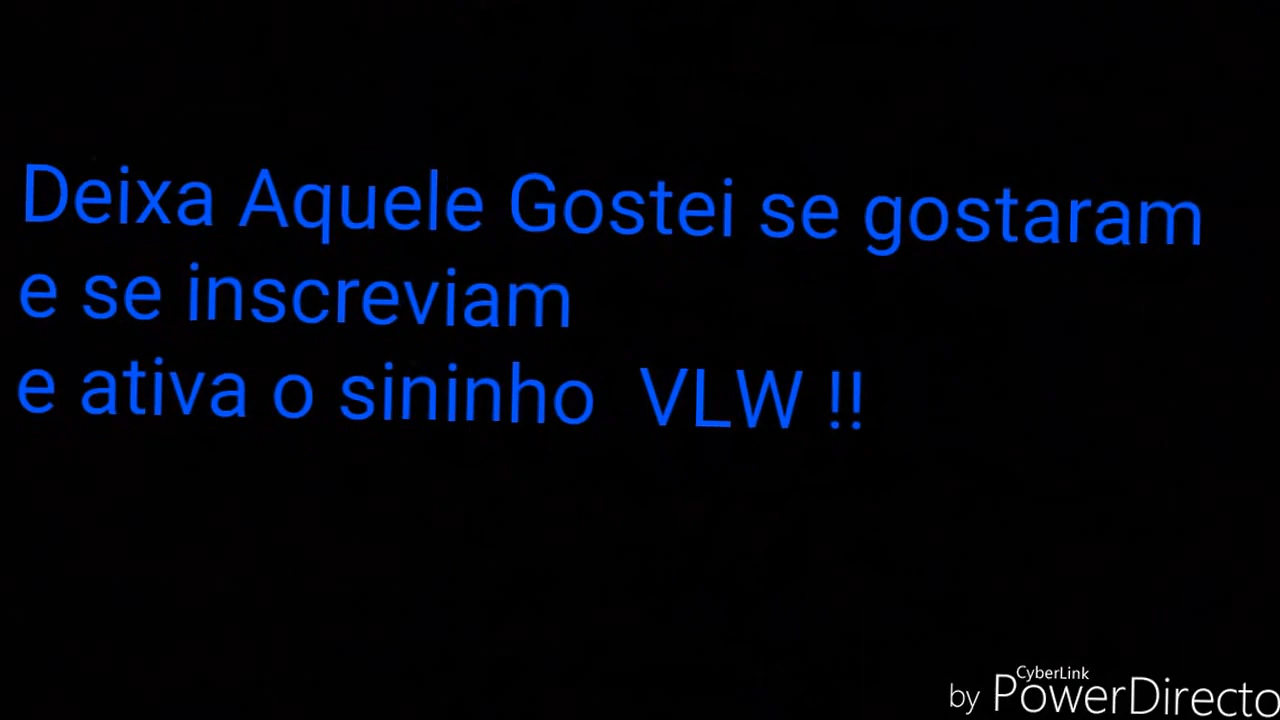 Deixa Aquele Gostei se gostaram
e se inscreviam
e ativa o sininho VLW !!
CyberLink
by PowerDirecto